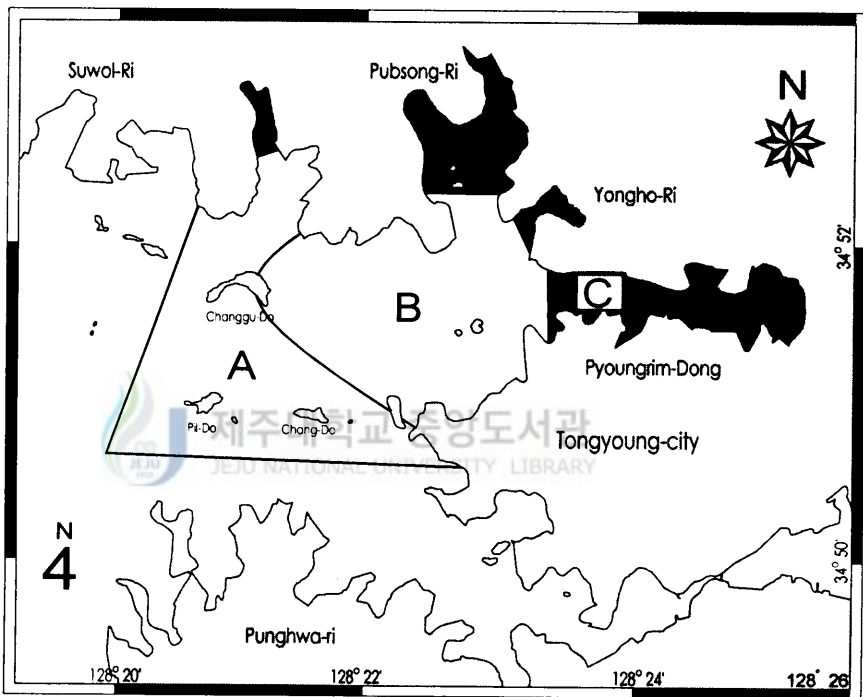 Suwol-Ri
Pubsong-Ri
N
Yongho-Ri
34° 52'
Changgu-Do
B
C
A
Pyoungrim-Dong
Pil-Do
Chang-Do
제주대학교 중앙도서관
JEJU NATIONAL UNIVERSITY LIBRARY
JEJU
1952
Tongyoung-city
N
4
34° 50'
Punghwa-ri
128° 20'
128° 22'
128° 24'
128° 26'